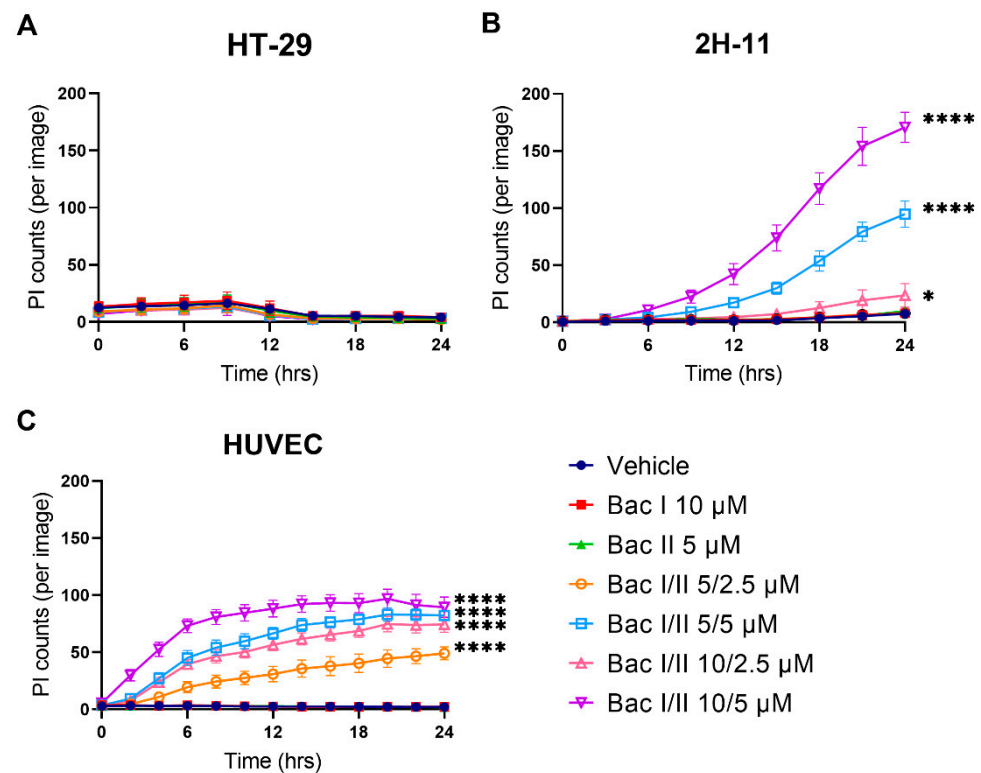 A
HT-29
PI counts (per image)
200
150
100
50
0
0 6 12 18 24
Time (hrs)
B
2H-11
PI counts (per image)
200
150
100
50
0
0 6 12 18 24
Time (hrs)
****
****
*
C
HUVEC
PI counts (per image)
200
150
100
50
0
0 6 12 18 24
Time (hrs)
****
****
****
****
Vehicle
Bac I 10 µM
Bac II 5 µM
Bac I/II 5/2.5 µM
Bac I/II 5/5 µM
Bac I/II 10/2.5 µM
Bac I/II 10/5 µM